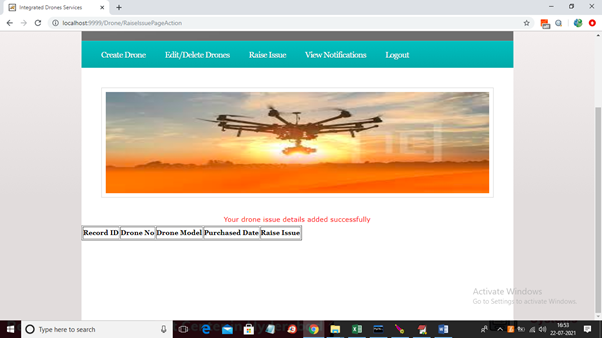 Integrated Drones Services
localhost:9999/Drone/RaiseIssuePageAction
Create Drone Edit/Delete Drones Raise Issue View Notifications Logout
Your drone issue details added successfully
Record ID Drone No Drone Model Purchased Date Raise Issue
Activate Windows
Go to Settings to activate Windows.
Type here to search
16:53
22-07-2021